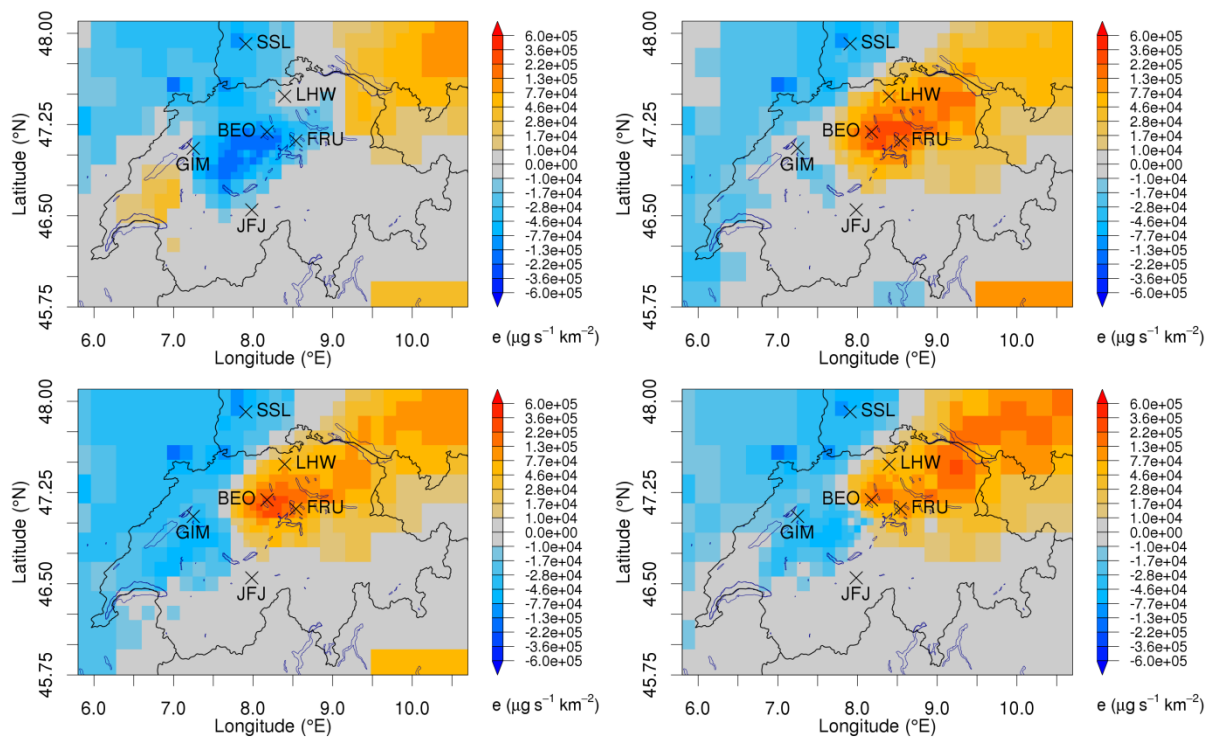 48.00
47.25
46.50
45.75
Latitude (°N)
6.0 7.0 8.0 9.0 10.0
Longitude (°E)
SSL
LHW
BEO
FRU
GIM
JFJ
6.0e+05
3.6e+05
2.2e+05
1.3e+05
7.7e+04
4.6e+04
2.8e+04
1.7e+04
1.0e+04
0.0e+00
-1.0e+04
-1.7e+04
-2.8e+04
-4.6e+04
-7.7e+04
-1.3e+05
-2.2e+05
-3.6e+05
-6.0e+05
e (µg s⁻¹ km⁻²)
48.00
47.25
46.50
45.75
Latitude (°N)
6.0 7.0 8.0 9.0 10.0
Longitude (°E)
SSL
LHW
BEO
FRU
GIM
JFJ
6.0e+05
3.6e+05
2.2e+05
1.3e+05
7.7e+04
4.6e+04
2.8e+04
1.7e+04
1.0e+04
0.0e+00
-1.0e+04
-1.7e+04
-2.8e+04
-4.6e+04
-7.7e+04
-1.3e+05
-2.2e+05
-3.6e+05
-6.0e+05
e (µg s⁻¹ km⁻²)
48.00
47.25
46.50
45.75
Latitude (°N)
6.0 7.0 8.0 9.0 10.0
Longitude (°E)
SSL
LHW
BEO
FRU
GIM
JFJ
6.0e+05
3.6e+05
2.2e+05
1.3e+05
7.7e+04
4.6e+04
2.8e+04
1.7e+04
1.0e+04
0.0e+00
-1.0e+04
-1.7e+04
-2.8e+04
-4.6e+04
-7.7e+04
-1.3e+05
-2.2e+05
-3.6e+05
-6.0e+05
e (µg s⁻¹ km⁻²)
48.00
47.25
46.50
45.75
Latitude (°N)
6.0 7.0 8.0 9.0 10.0
Longitude (°E)
SSL
LHW
BEO
FRU
GIM
JFJ
6.0e+05
3.6e+05
2.2e+05
1.3e+05
7.7e+04
4.6e+04
2.8e+04
1.7e+04
1.0e+04
0.0e+00
-1.0e+04
-1.7e+04
-2.8e+04
-4.6e+04
-7.7e+04
-1.3e+05
-2.2e+05
-3.6e+05
-6.0e+05
e (µg s⁻¹ km⁻²)